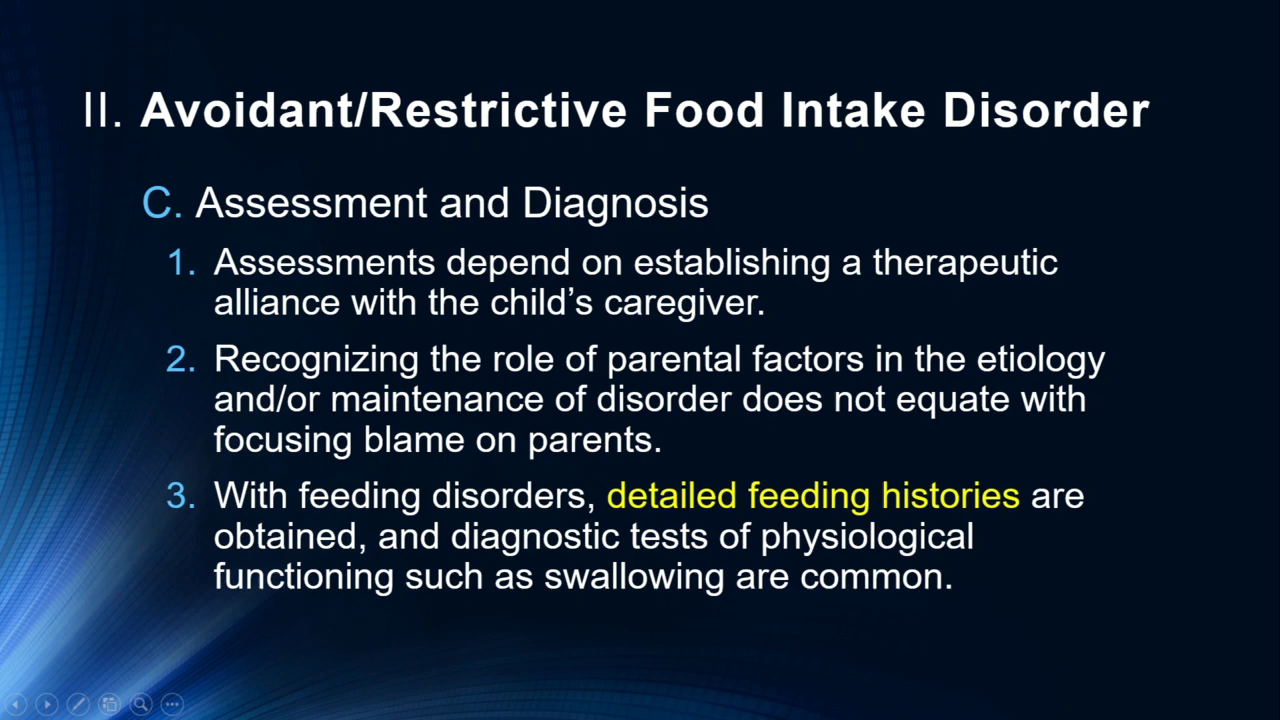 II. Avoidant/Restrictive Food Intake Disorder
C. Assessment and Diagnosis
1. Assessments depend on establishing a therapeutic
alliance with the child’s caregiver.
2. Recognizing the role of parental factors in the etiology
and/or maintenance of disorder does not equate with
focusing blame on parents.
3. With feeding disorders, detailed feeding histories are
obtained, and diagnostic tests of physiological
functioning such as swallowing are common.